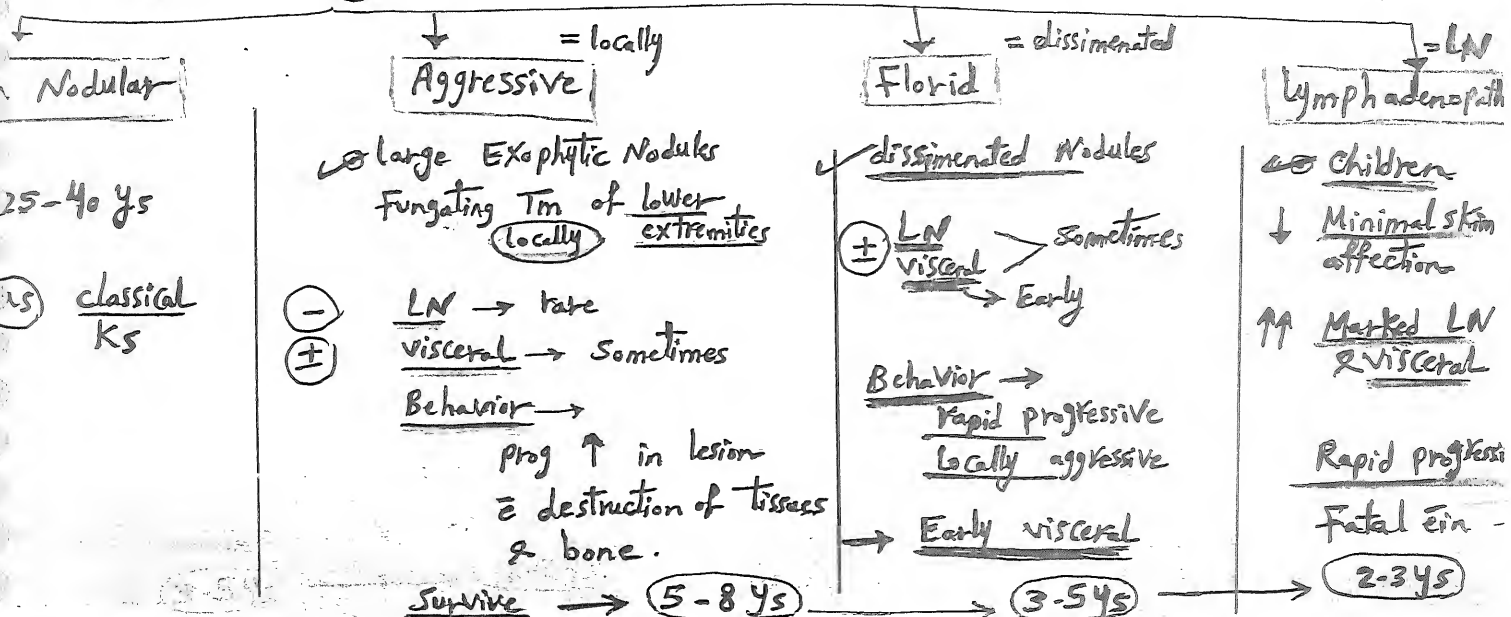 = locally
= dissimenated
= LN
Nodular
Aggressive
Florid
Lymphadenopath
25-40 ys
classical
Ks
large Exophytic Nodules
Fungating Tm of lower
(locally) extremities
(-) LN → rare
(±) visceral → Sometimes
Behavior →
prog ↑ in lesion
c̄ destruction of tissues
& bone.
Survive → 5-8 ys → 3-5 ys → 2-3 ys
✓ dissimenated Nodules
(±) LN
visceral
Sometimes
→ Early
Behavior →
rapid progressive
Locally aggressive
→ Early visceral
Children
↓ Minimal skin
affection
↑↑ Marked LN
& visceral
Rapid progressi
Fatal ēin -